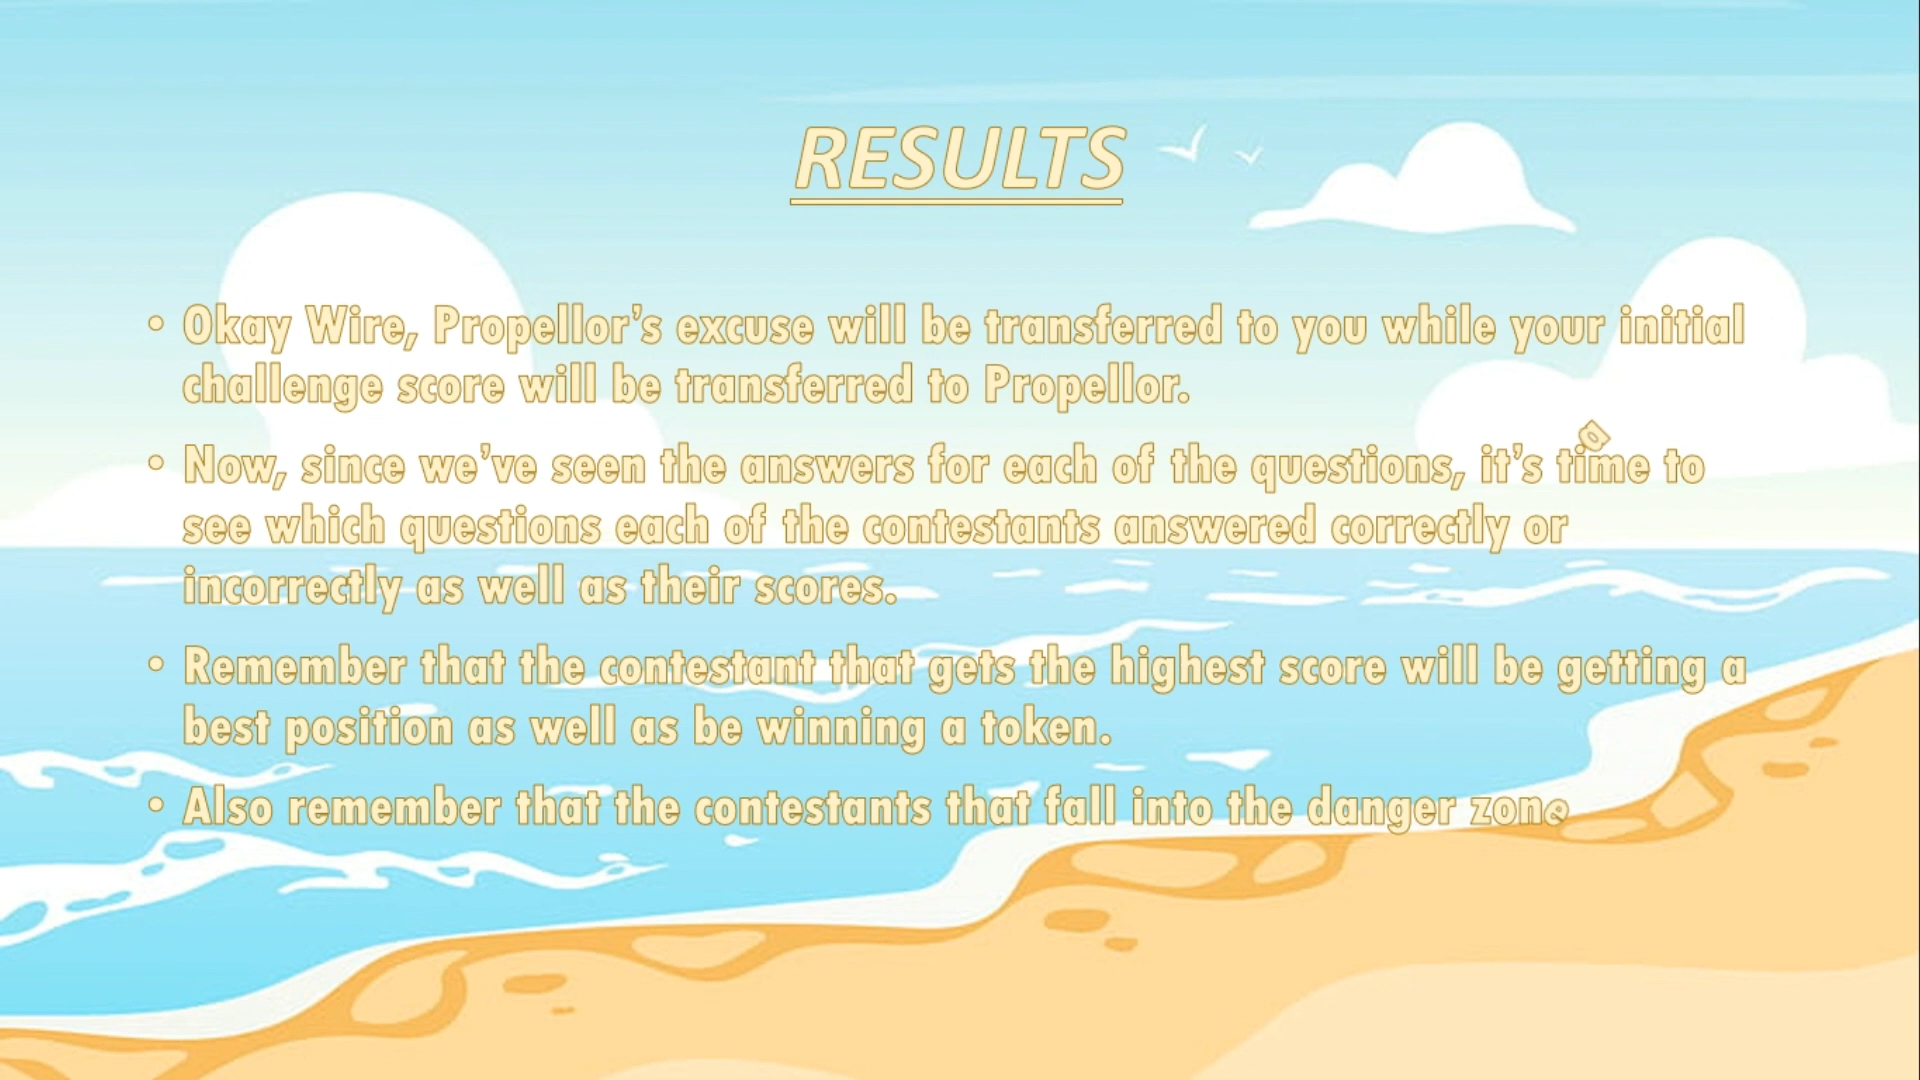 RESULTS
• Okay Wire, Propellor’s excuse will be transferred to you while your initial
challenge score will be transferred to Propellor.
• Now, since we’ve seen the answers for each of the questions, it’s time to
see which questions each of the contestants answered correctly or
incorrectly as well as their scores.
• Remember that the contestant that gets the highest score will be getting a
best position as well as be winning a token.
• Also remember that the contestants that fall into the danger zone
a